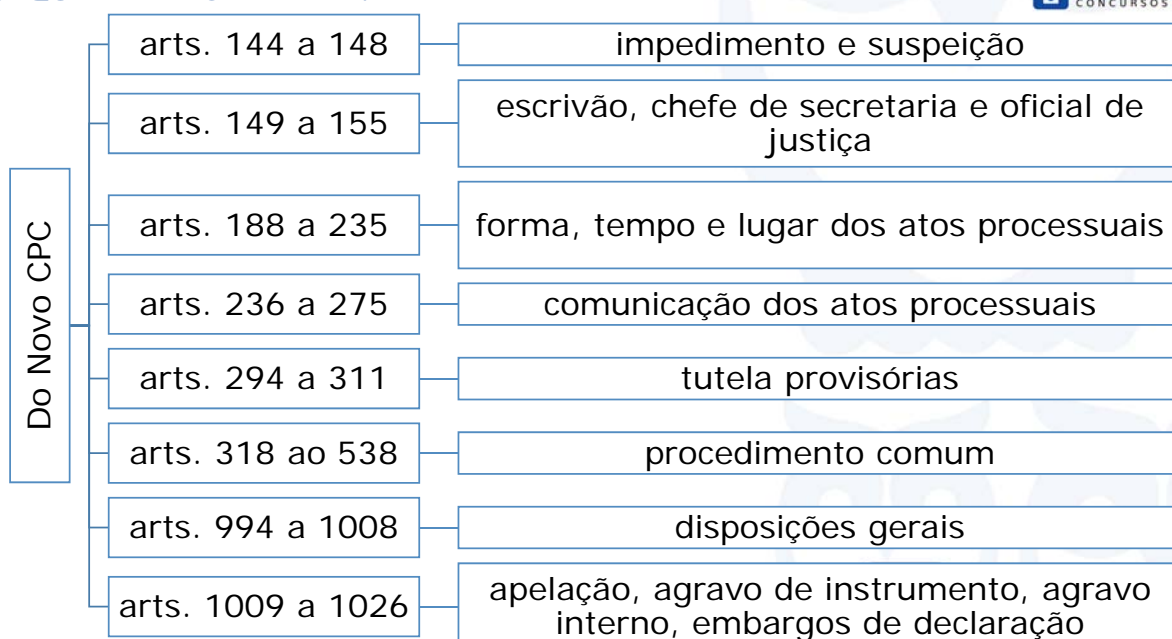 CONCURSOS
arts. 144 a 148
impedimento e suspeição
arts. 149 a 155
escrivão, chefe de secretaria e oficial de
justiça
arts. 188 a 235
forma, tempo e lugar dos atos processuais
arts. 236 a 275
comunicação dos atos processuais
Do Novo CPC
arts. 294 a 311
tutela provisórias
arts. 318 ao 538
procedimento comum
arts. 994 a 1008
disposições gerais
arts. 1009 a 1026
apelação, agravo de instrumento, agravo
interno, embargos de declaração